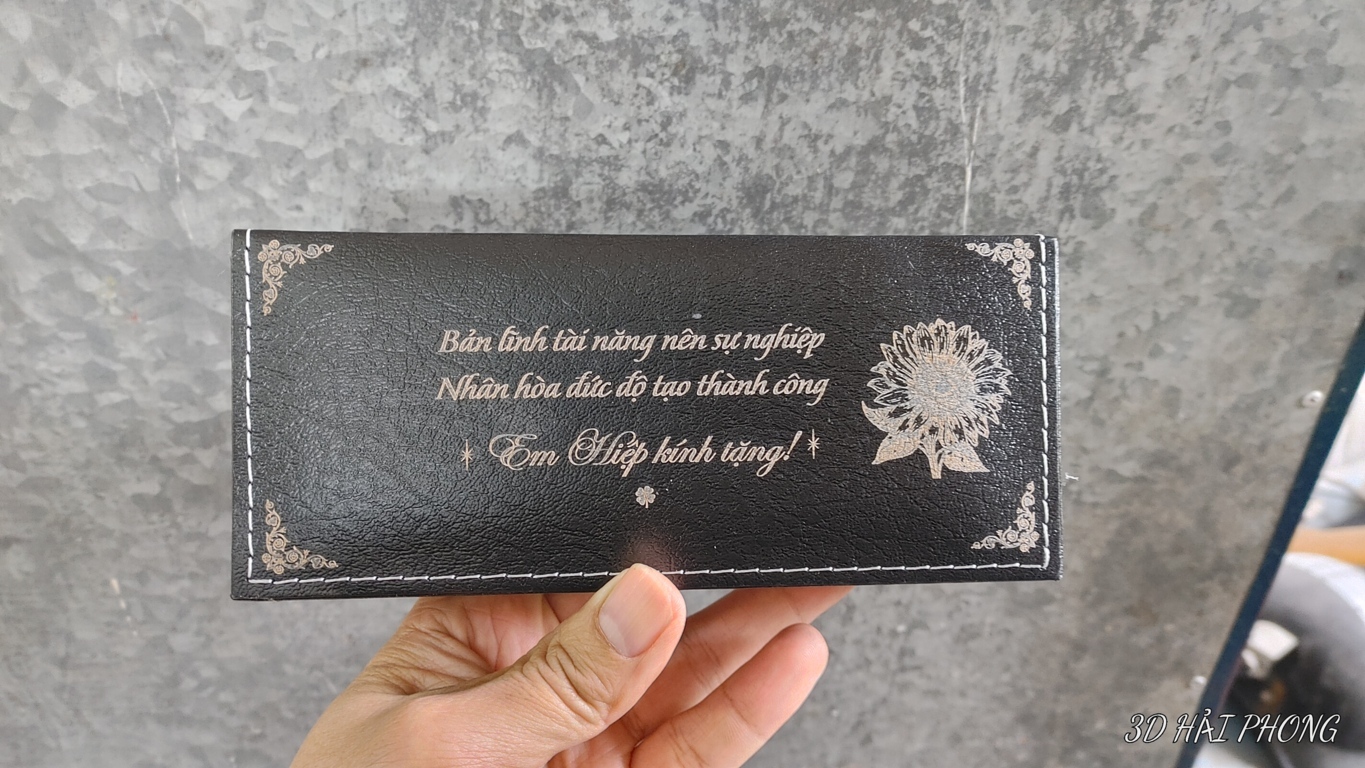 Bản lĩnh tài năng nên sự nghiệp
Nhân hòa đức độ tạo thành công
Em Hiệp kính tặng!
3D HẢI PHONG